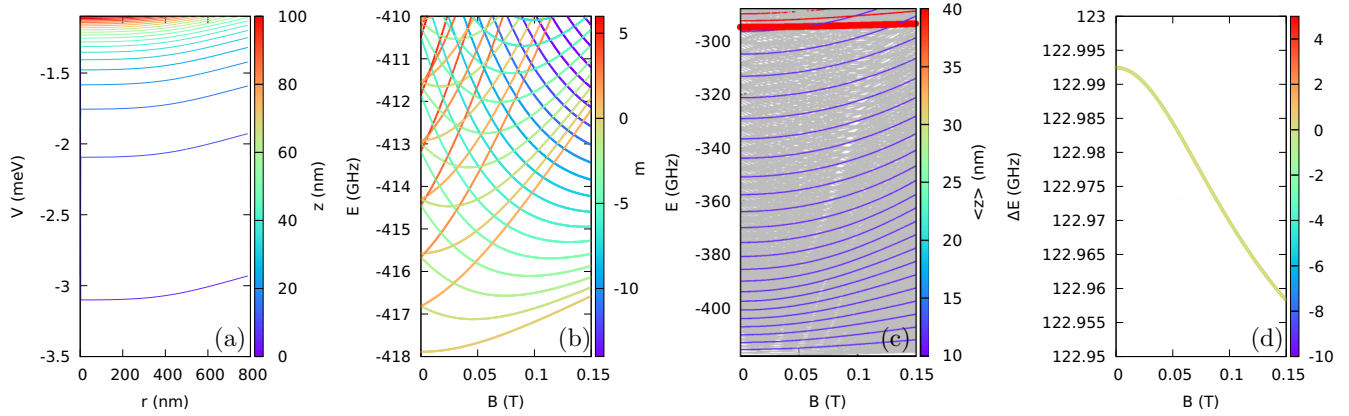 -1.5
-2
-2.5
-3
-3.5
V (meV)
0 200 400 600 800
r (nm)
(a)
100
80
60
40
20
0
z (nm)
-410
-411
-412
-413
-414
-415
-416
-417
-418
E (GHz)
0 0.05 0.1 0.15
B (T)
(b)
5
0
-5
-10
m
-300
-320
-340
-360
-380
-400
E (GHz)
0 0.05 0.1 0.15
B (T)
(c)
40
35
30
25
20
15
10
<z> (nm)
123
122.995
122.99
122.985
122.98
122.975
122.97
122.965
122.96
122.955
122.95
ΔE (GHz)
0 0.05 0.1 0.15
B (T)
(d)
4
2
0
-2
-4
-6
-8
-10